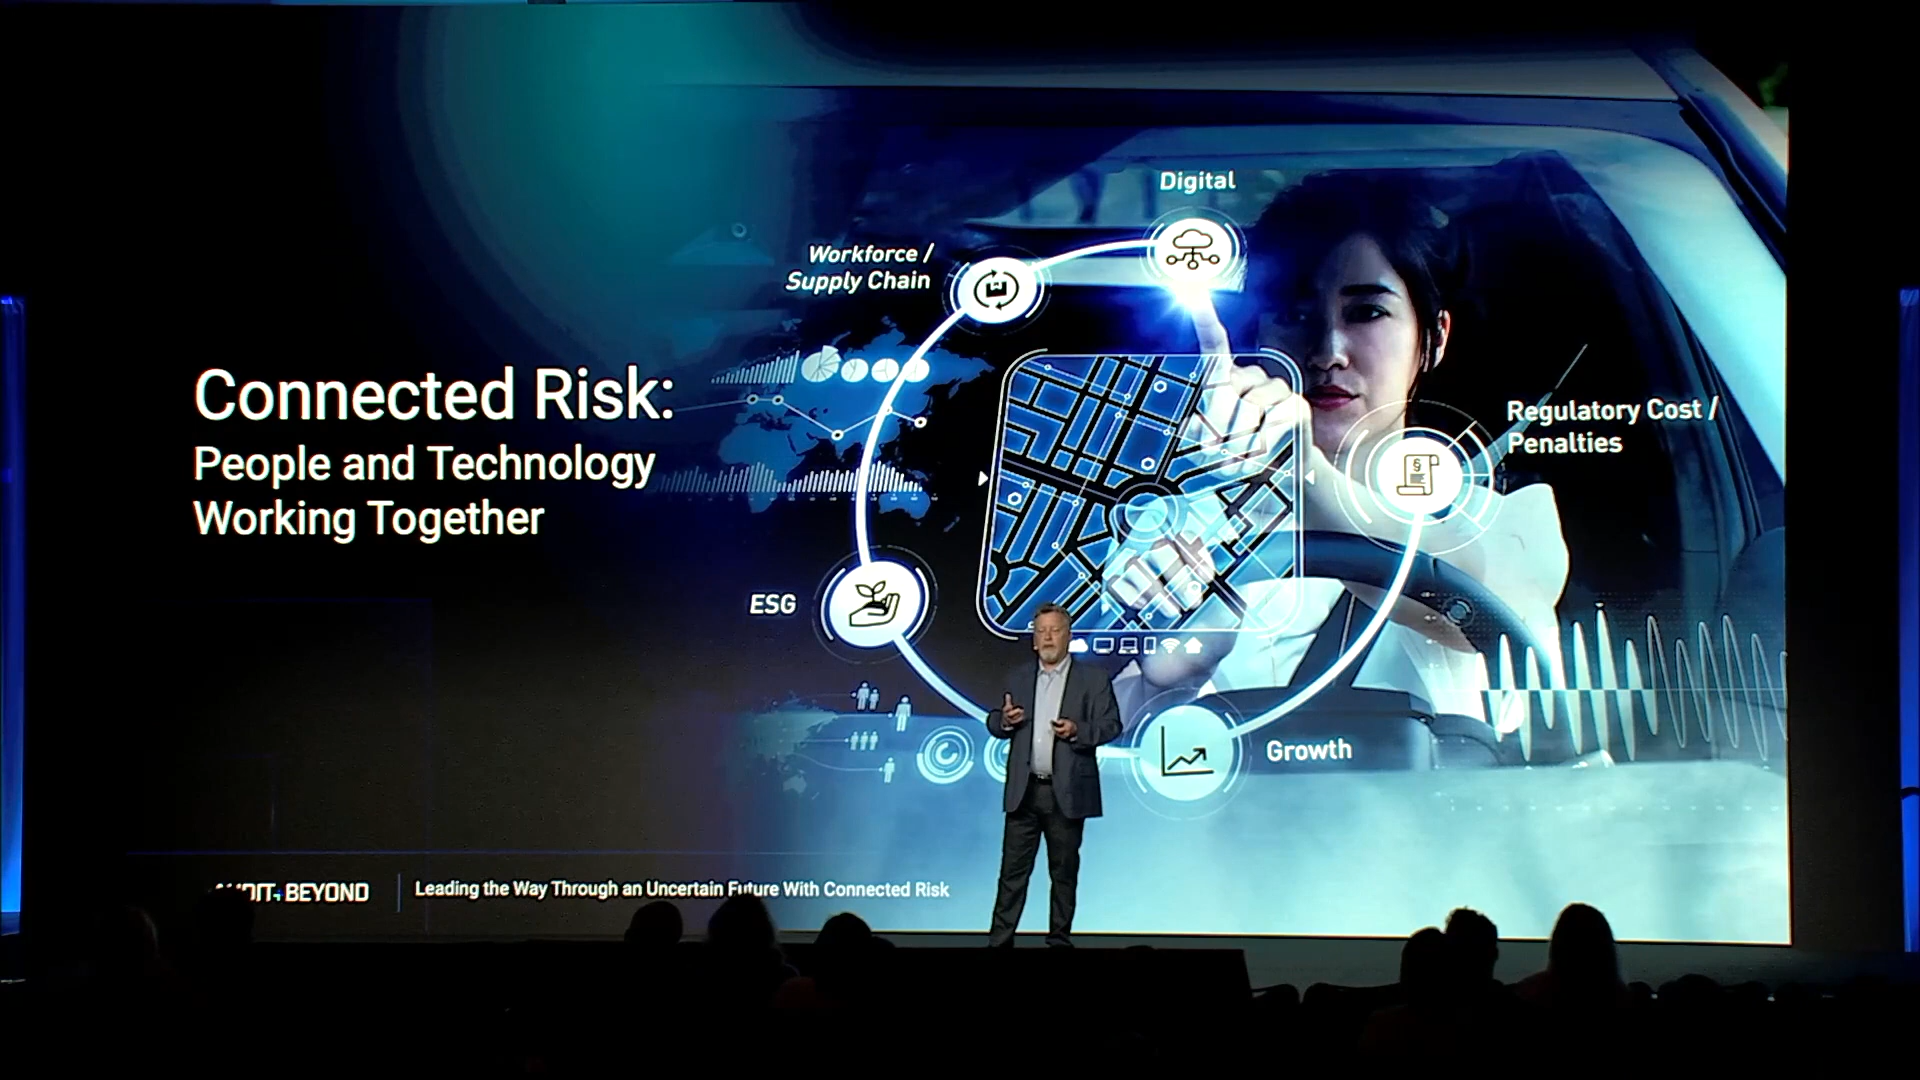 Digital
Workforce /
Supply Chain
Connected Risk:
People and Technology
Working Together
Regulatory Cost /
Penalties
ESG
Growth
BEYOND
Leading the Way Through an Uncertain Future With Connected Risk